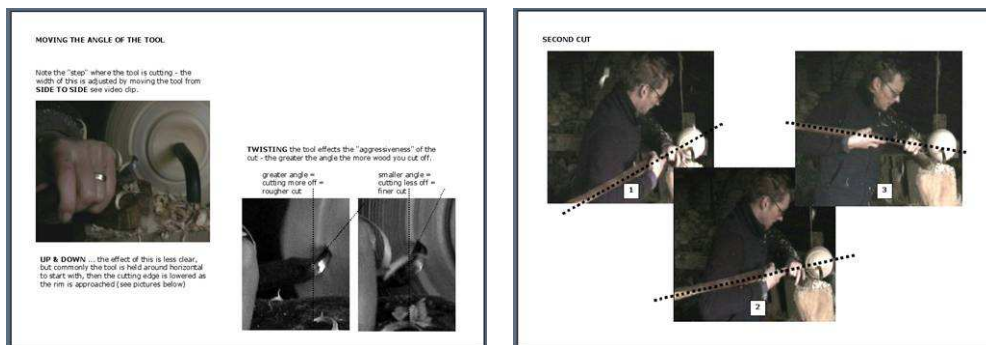 MOVING THE ANGLE OF THE TOOL
Note the "step" where the tool is cutting - the
width of this is adjusted by moving the tool from
SIDE TO SIDE see video clip.
TWISTING the tool effects the "aggressiveness" of the
cut - the greater the angle the more wood you cut off.
greater angle =
cutting more off =
rougher cut
smaller angle =
cutting less off =
finer cut
UP & DOWN ... the effect of this is less clear,
but commonly the tool is held around horizontal
to start with, then the cutting edge is lowered as
the rim is approached (see pictures below)
SECOND CUT
1
3
2